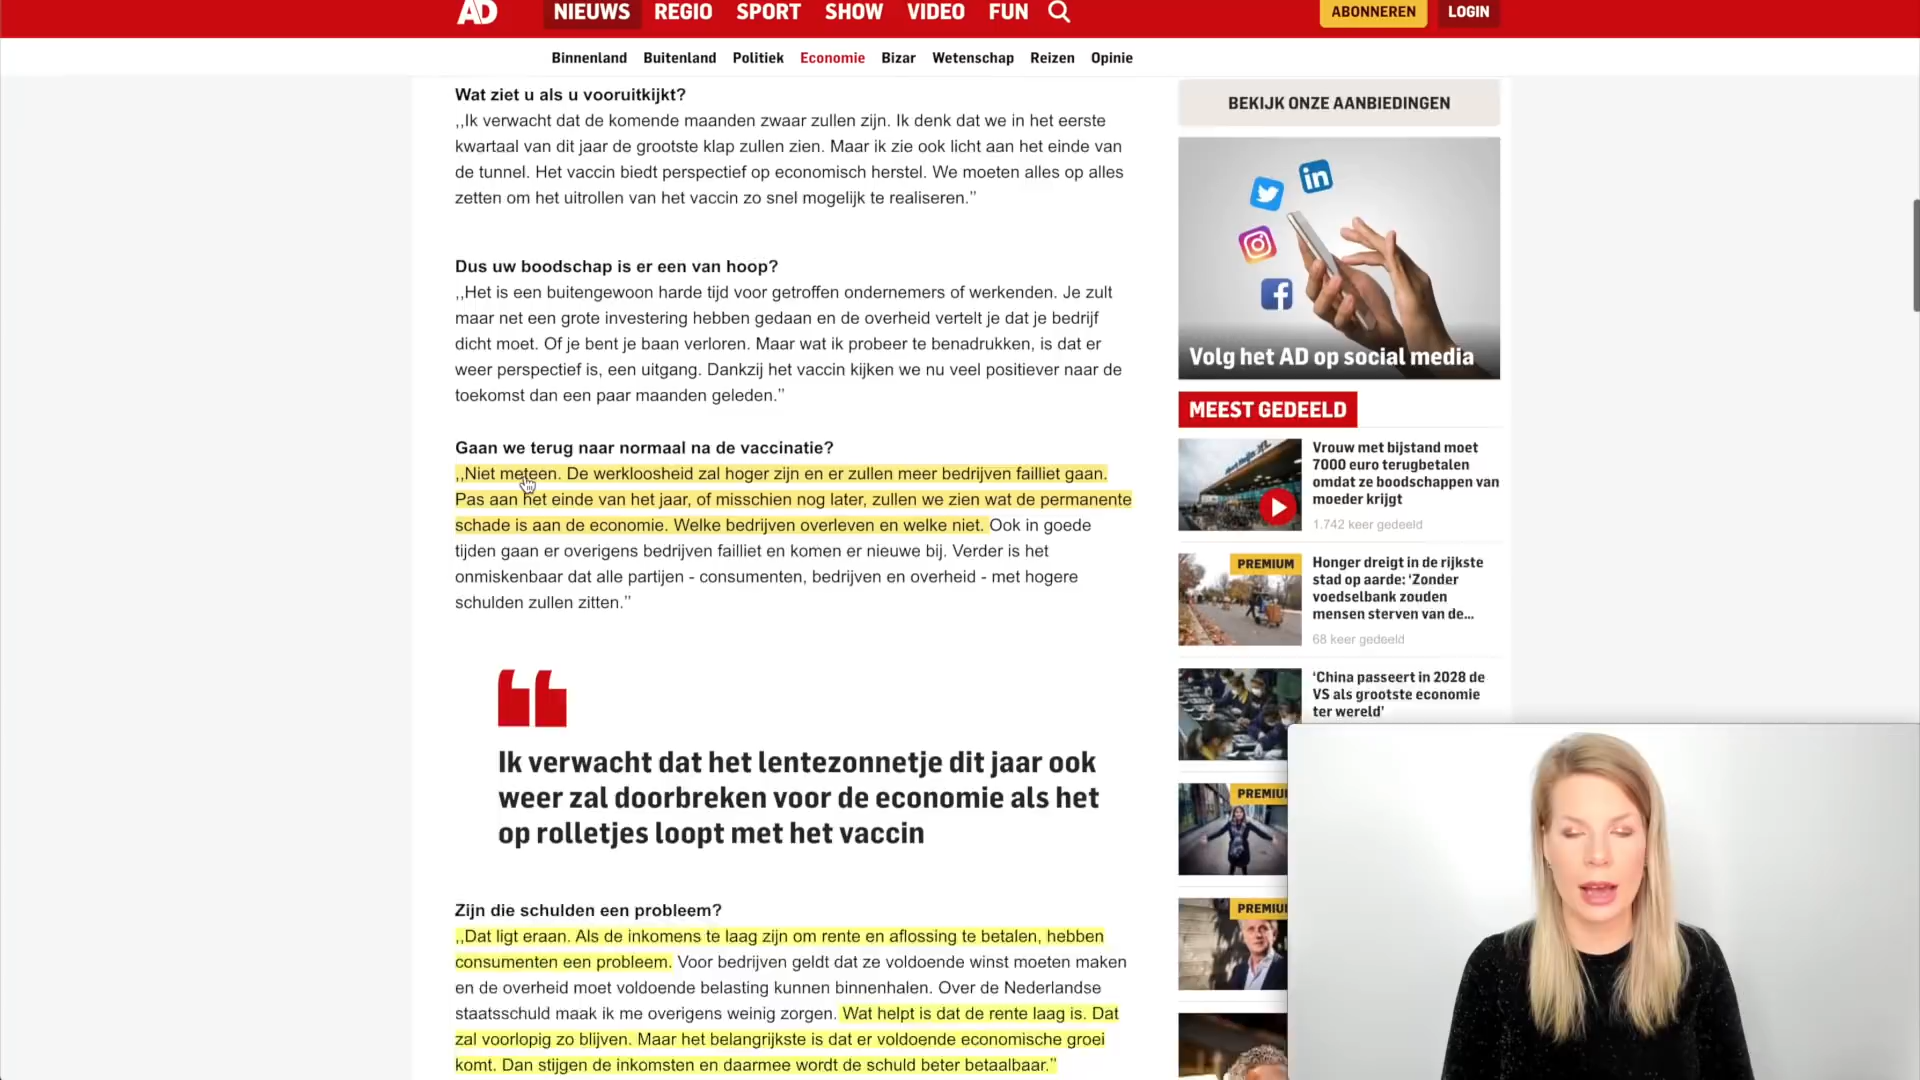 AD NIEUWS REGIO SPORT SHOW VIDEO FUN ABONNEREN LOGIN
Binnenland Buitenland Politiek Economie Bizar Wetenschap Reizen Opinie
Wat ziet u als u vooruitkijkt?
,,Ik verwacht dat de komende maanden zwaar zullen zijn. Ik denk dat we in het eerste
kwartaal van dit jaar de grootste klap zullen zien. Maar ik zie ook licht aan het einde van
de tunnel. Het vaccin biedt perspectief op economisch herstel. We moeten alles op alles
zetten om het uitrollen van het vaccin zo snel mogelijk te realiseren.’’
Dus uw boodschap is er een van hoop?
,,Het is een buitengewoon harde tijd voor getroffen ondernemers of werkenden. Je zult
maar net een grote investering hebben gedaan en de overheid vertelt je dat je bedrijf
dicht moet. Of je bent je baan verloren. Maar wat ik probeer te benadrukken, is dat er
weer perspectief is, een uitgang. Dankzij het vaccin kijken we nu veel positiever naar de
toekomst dan een paar maanden geleden.’’
Gaan we terug naar normaal na de vaccinatie?
,,Niet meteen. De werkloosheid zal hoger zijn en er zullen meer bedrijven failliet gaan.
Pas aan het einde van het jaar, of misschien nog later, zullen we zien wat de permanente
schade is aan de economie. Welke bedrijven overleven en welke niet. Ook in goede
tijden gaan er overigens bedrijven failliet en komen er nieuwe bij. Verder is het
onmiskenbaar dat alle partijen - consumenten, bedrijven en overheid - met hogere
schulden zullen zitten.’’
Ik verwacht dat het lentezonnetje dit jaar ook
weer zal doorbreken voor de economie als het
op rolletjes loopt met het vaccin
Zijn die schulden een probleem?
,,Dat ligt eraan. Als de inkomens te laag zijn om rente en aflossing te betalen, hebben
consumenten een probleem. Voor bedrijven geldt dat ze voldoende winst moeten maken
en de overheid moet voldoende belasting kunnen binnenhalen. Over de Nederlandse
staatsschuld maak ik me overigens weinig zorgen. Wat helpt is dat de rente laag is. Dat
zal voorlopig zo blijven. Maar het belangrijkste is dat er voldoende economische groei
komt. Dan stijgen de inkomsten en daarmee wordt de schuld beter betaalbaar.’’
BEKIJK ONZE AANBIEDINGEN
Volg het AD op social media
MEEST GEDEELD
Vrouw met bijstand moet
7000 euro terugbetalen
omdat ze boodschappen van
moeder krijgt
1.742 keer gedeeld
PREMIUM
Honger dreigt in de rijkste
stad op aarde: 'Zonder
voedselbank zouden
mensen sterven van de...
68 keer gedeeld
'China passeert in 2028 de
VS als grootste economie
ter wereld'